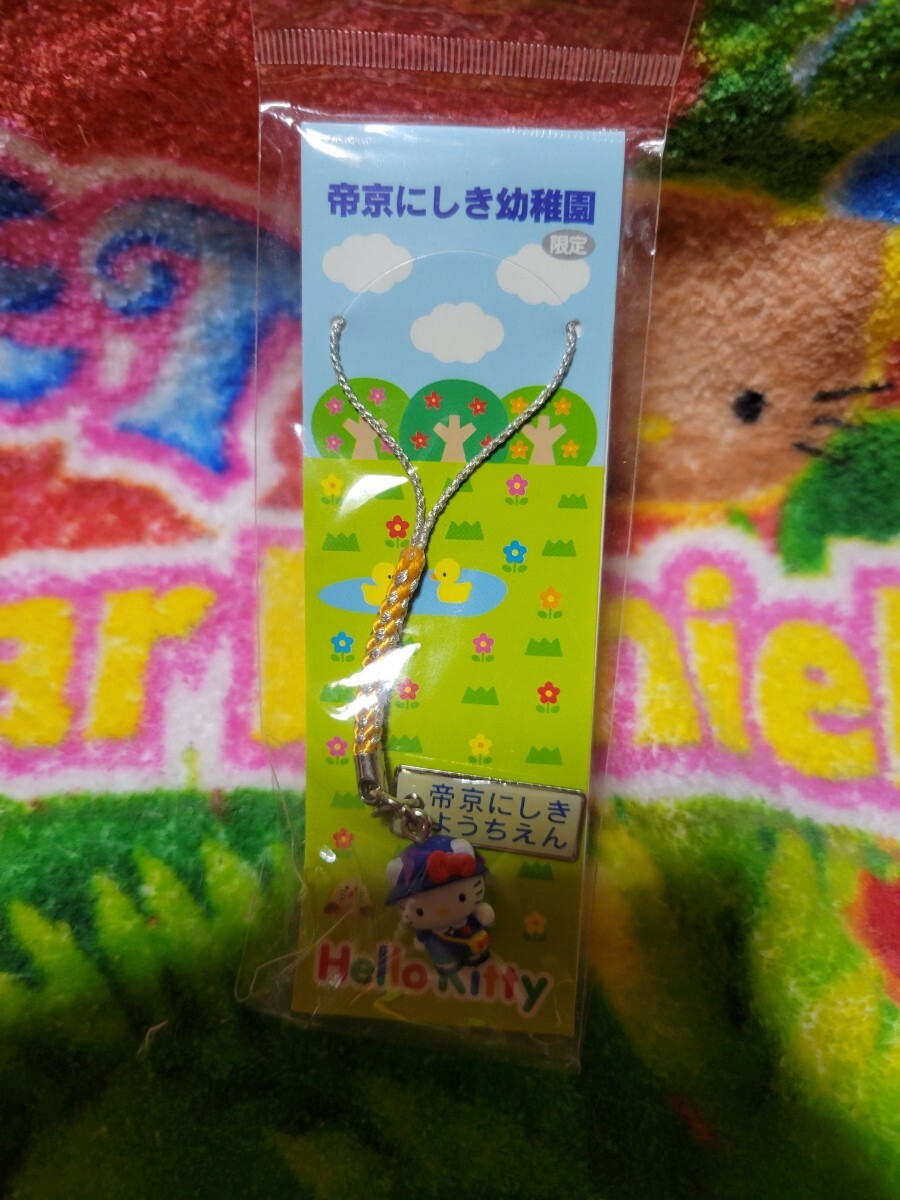 帝京にしき幼稚園
限定
帝京にしき
ようちえん
Hello Kitty